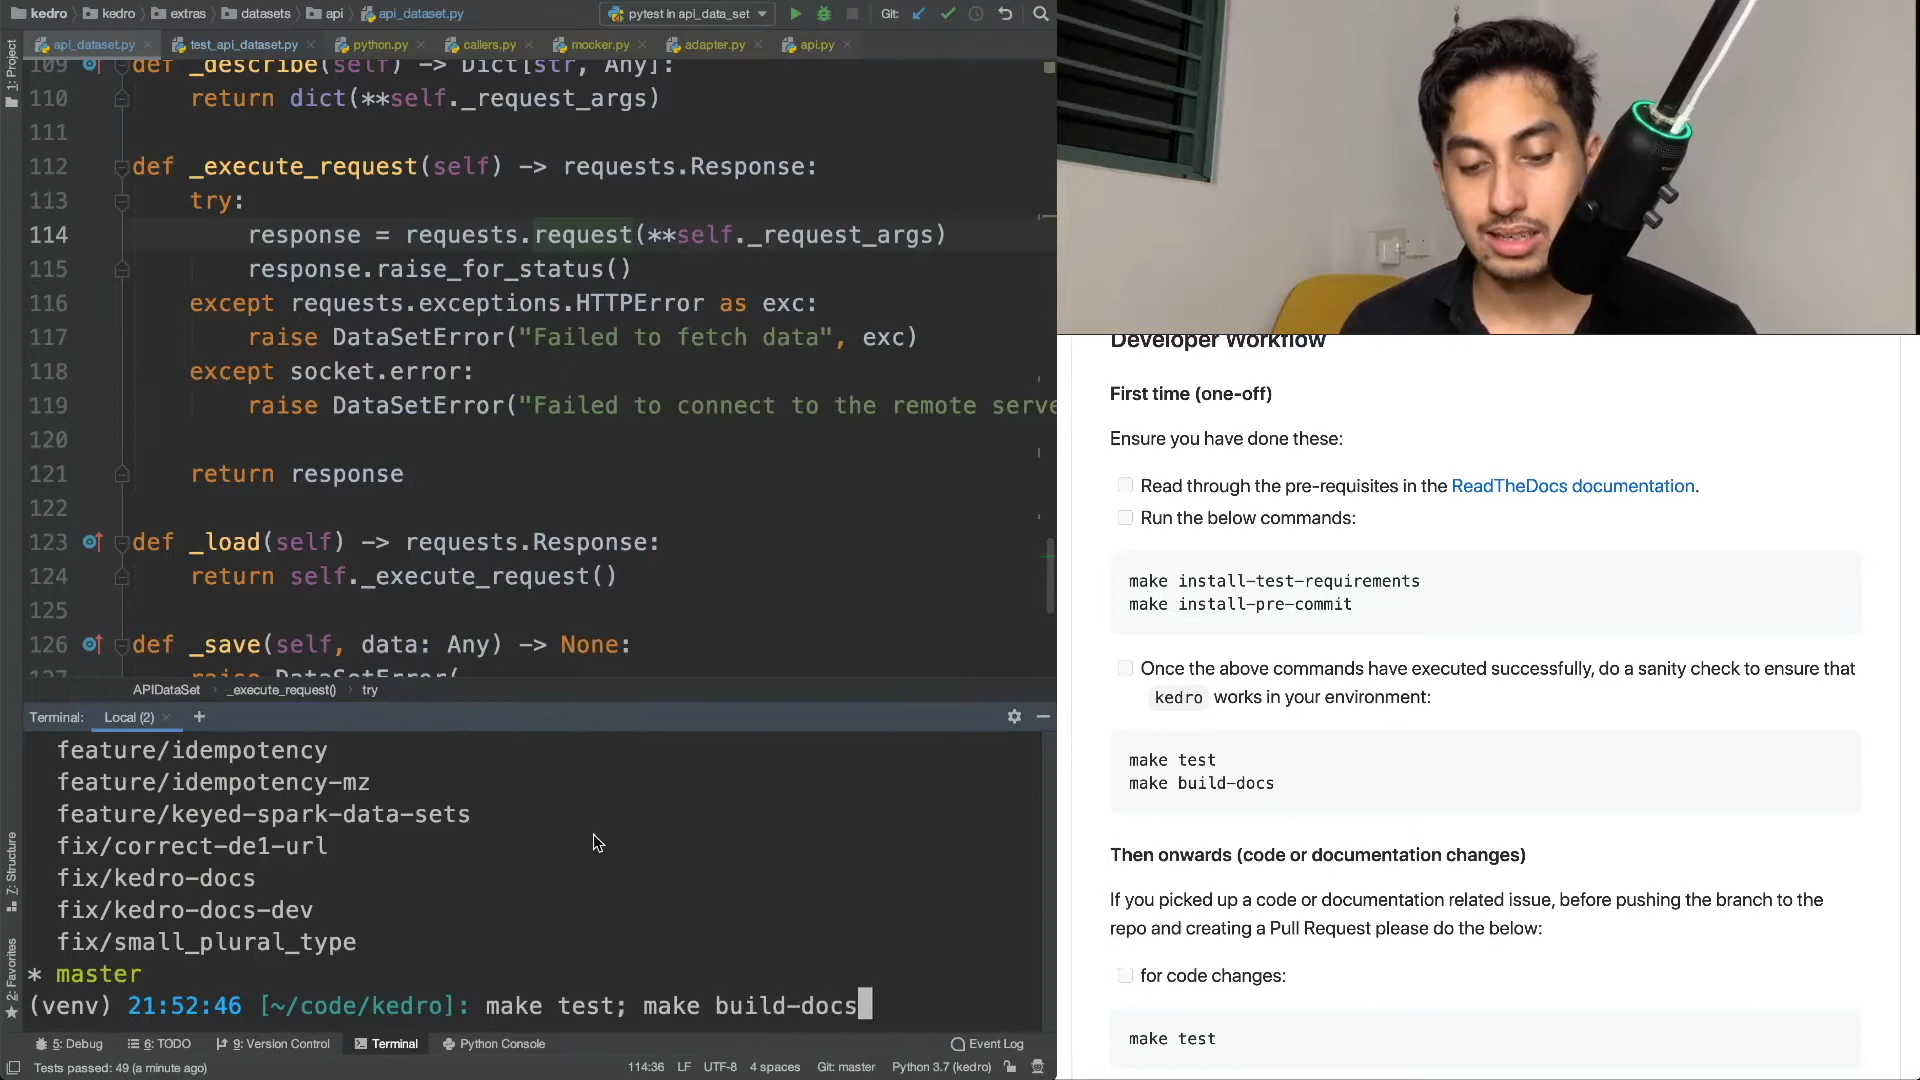 kedro kedro extras datasets api api_dataset.py pytest in api_data_set Git:
api_dataset.py test_api_dataset.py python.py callers.py mocker.py adapter.py api.py
1: Project
109 def _describe(self) -> Dict[str, Any]:
110 return dict(**self._request_args)
111
112 def _execute_request(self) -> requests.Response:
113 try:
114 response = requests.request(**self._request_args)
115 response.raise_for_status()
116 except requests.exceptions.HTTPError as exc:
117 raise DataSetError("Failed to fetch data", exc)
118 except socket.error:
119 raise DataSetError("Failed to connect to the remote serve
120
121 return response
122
123 def _load(self) -> requests.Response:
124 return self._execute_request()
125
126 def _save(self, data: Any) -> None:
127 raise DataSetError(
APIDataSet _execute_request() try
Terminal: Local (2) +
feature/idempotency
feature/idempotency-mz
feature/keyed-spark-data-sets
fix/correct-de1-url
fix/kedro-docs
fix/kedro-docs-dev
fix/small_plural_type
* master
(venv) 21:52:46 [~/code/kedro]: make test; make build-docs
7: Structure
2: Favorites
5: Debug 6: TODO 9: Version Control Terminal Python Console Event Log
Tests passed: 49 (a minute ago) 114:36 LF UTF-8 4 spaces Git: master Python 3.7 (kedro)
Developer Workflow
First time (one-off)
Ensure you have done these:
Read through the pre-requisites in the ReadTheDocs documentation.
Run the below commands:
make install-test-requirements
make install-pre-commit
Once the above commands have executed successfully, do a sanity check to ensure that
kedro works in your environment:
make test
make build-docs
Then onwards (code or documentation changes)
If you picked up a code or documentation related issue, before pushing the branch to the
repo and creating a Pull Request please do the below:
for code changes:
make test